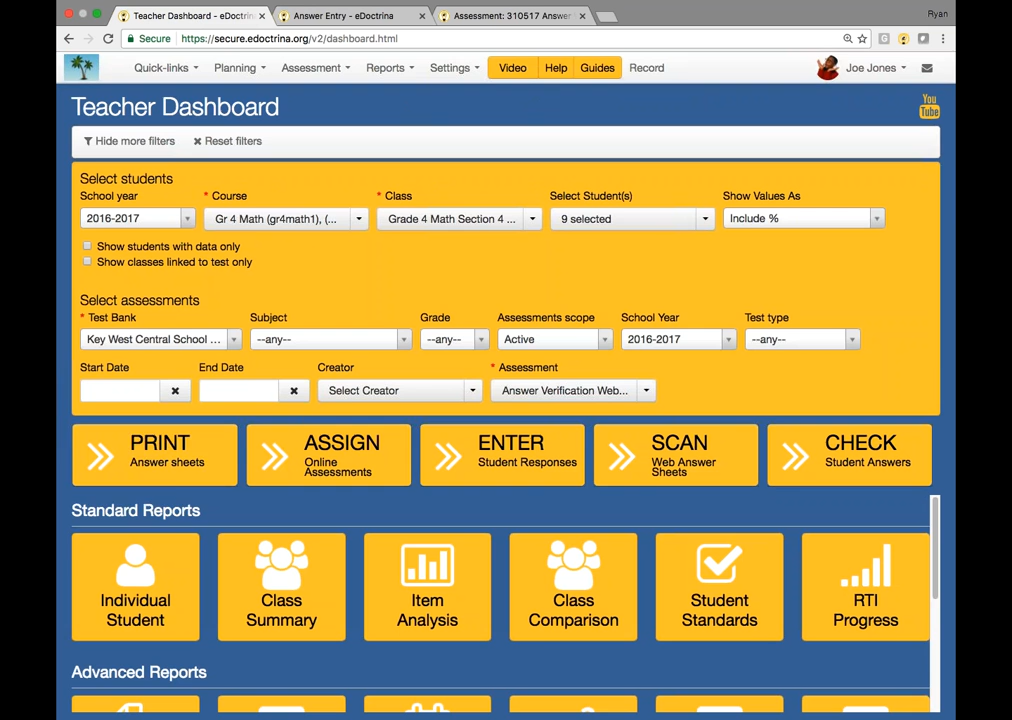 Teacher Dashboard - eDoctrin
Answer Entry - eDoctrina
Assessment: 310517 Answer
Ryan
Secure https://secure.edoctrina.org/v2/dashboard.html
Quick-links Planning Assessment Reports Settings Video Help Guides Record Joe Jones
Teacher Dashboard
You
Tube
Hide more filters Reset filters
Select students
School year * Course * Class Select Student(s) Show Values As
2016-2017 Gr 4 Math (gr4math1), (... Grade 4 Math Section 4 ... 9 selected Include %
Show students with data only
Show classes linked to test only
Select assessments
* Test Bank Subject Grade Assessments scope School Year Test type
Key West Central School ... --any-- --any-- Active 2016-2017 --any--
Start Date End Date Creator * Assessment
Select Creator Answer Verification Web...
PRINT
Answer sheets
ASSIGN
Online
Assessments
ENTER
Student Responses
SCAN
Web Answer
Sheets
CHECK
Student Answers
Standard Reports
Individual
Student
Class
Summary
Item
Analysis
Class
Comparison
Student
Standards
RTI
Progress
Advanced Reports